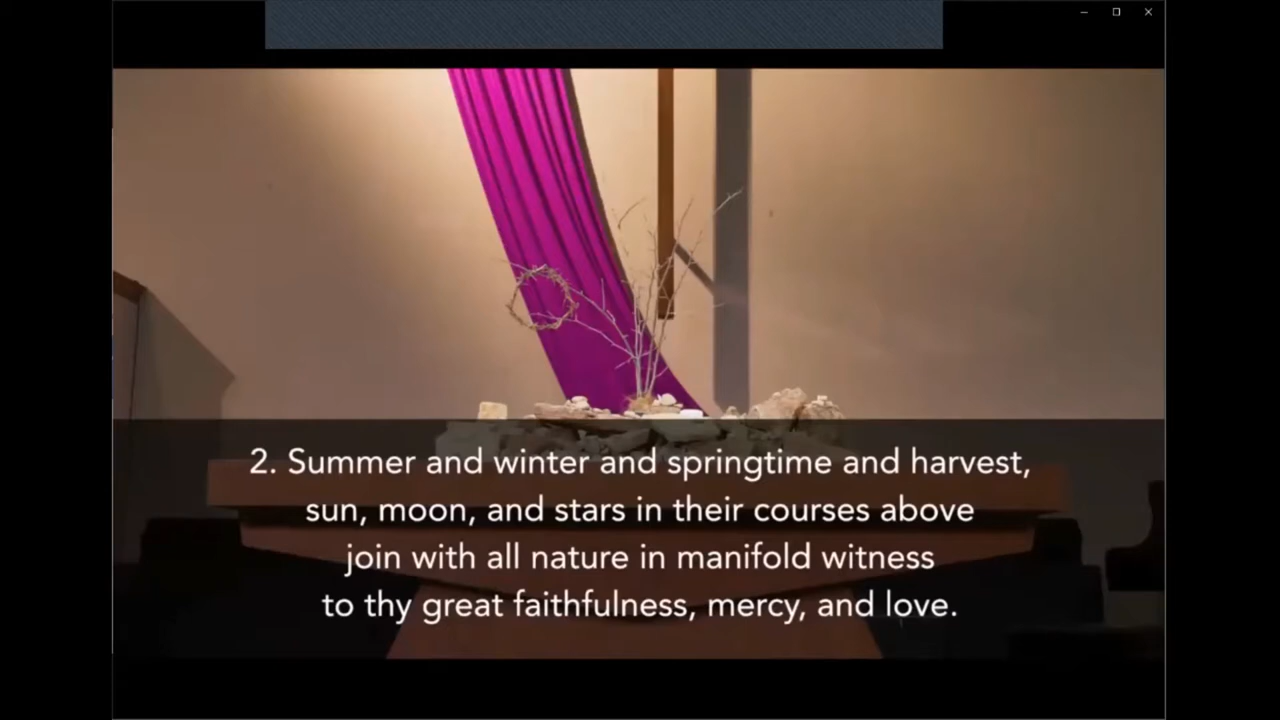 2. Summer and winter and springtime and harvest,
sun, moon, and stars in their courses above
join with all nature in manifold witness
to thy great faithfulness, mercy, and love.